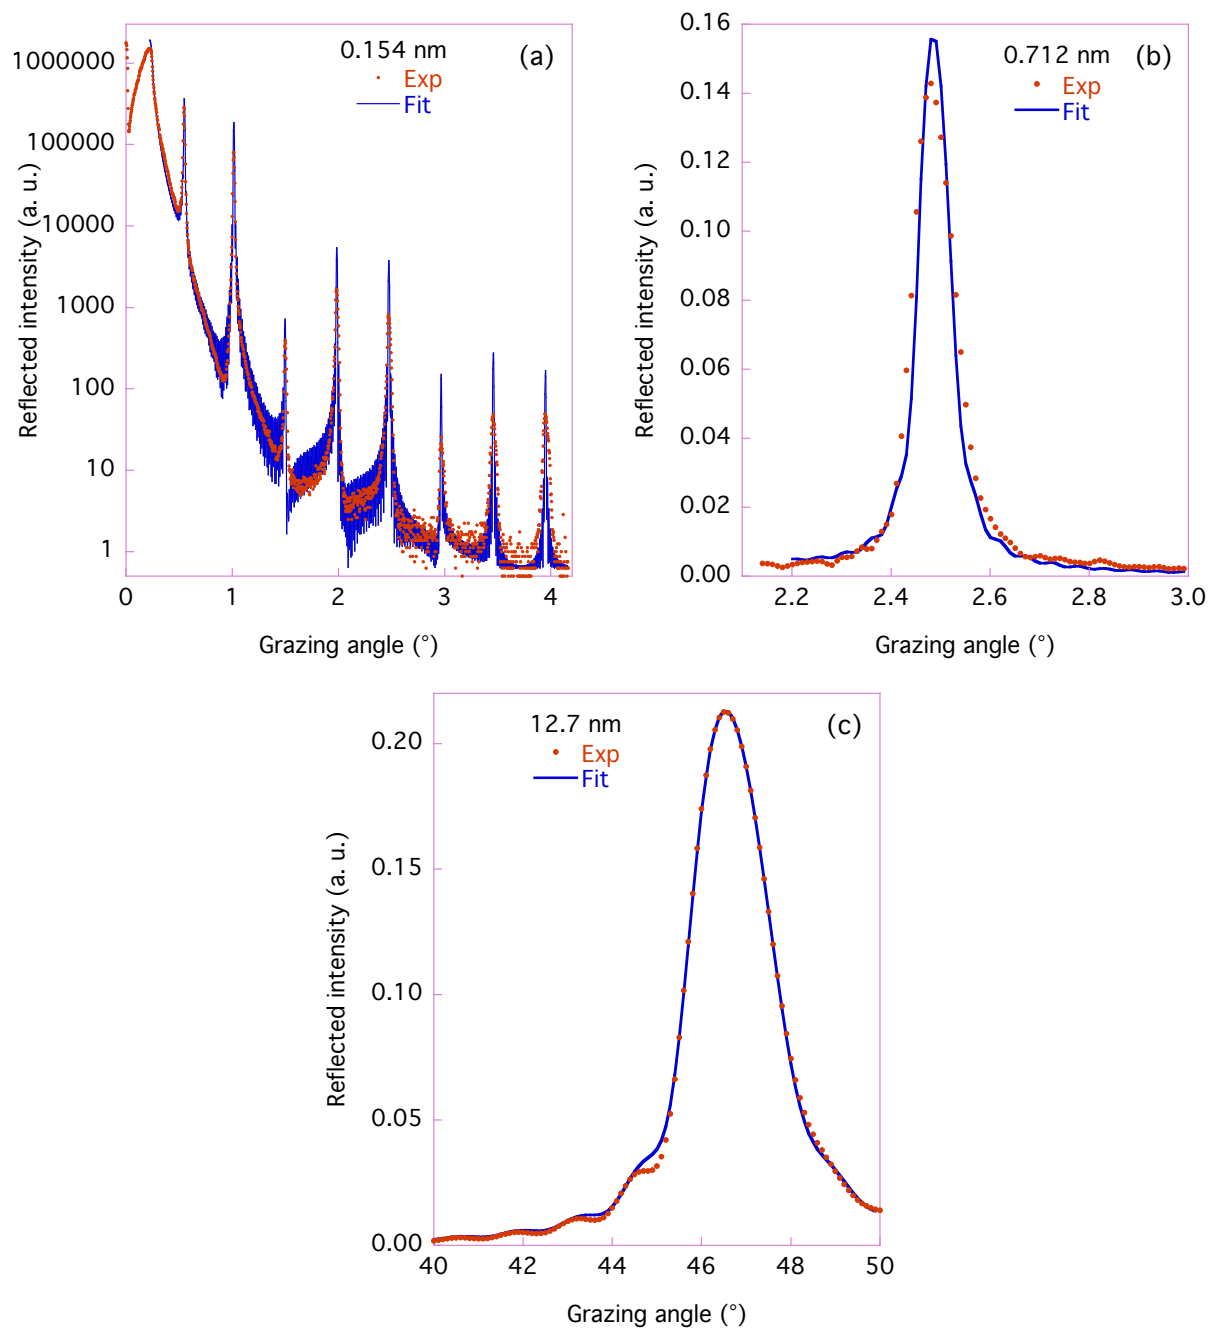 0.154 nm
(a)
Exp
Fit
1000000
100000
10000
1000
100
10
1
0 1 2 3 4
Reflected intensity (a. u.)
Grazing angle (°)
0.712 nm
(b)
Exp
Fit
0.16
0.14
0.12
0.10
0.08
0.06
0.04
0.02
0.00
2.2 2.4 2.6 2.8 3.0
Reflected intensity (a. u.)
Grazing angle (°)
12.7 nm
(c)
Exp
Fit
0.20
0.15
0.10
0.05
0.00
40 42 44 46 48 50
Reflected intensity (a. u.)
Grazing angle (°)